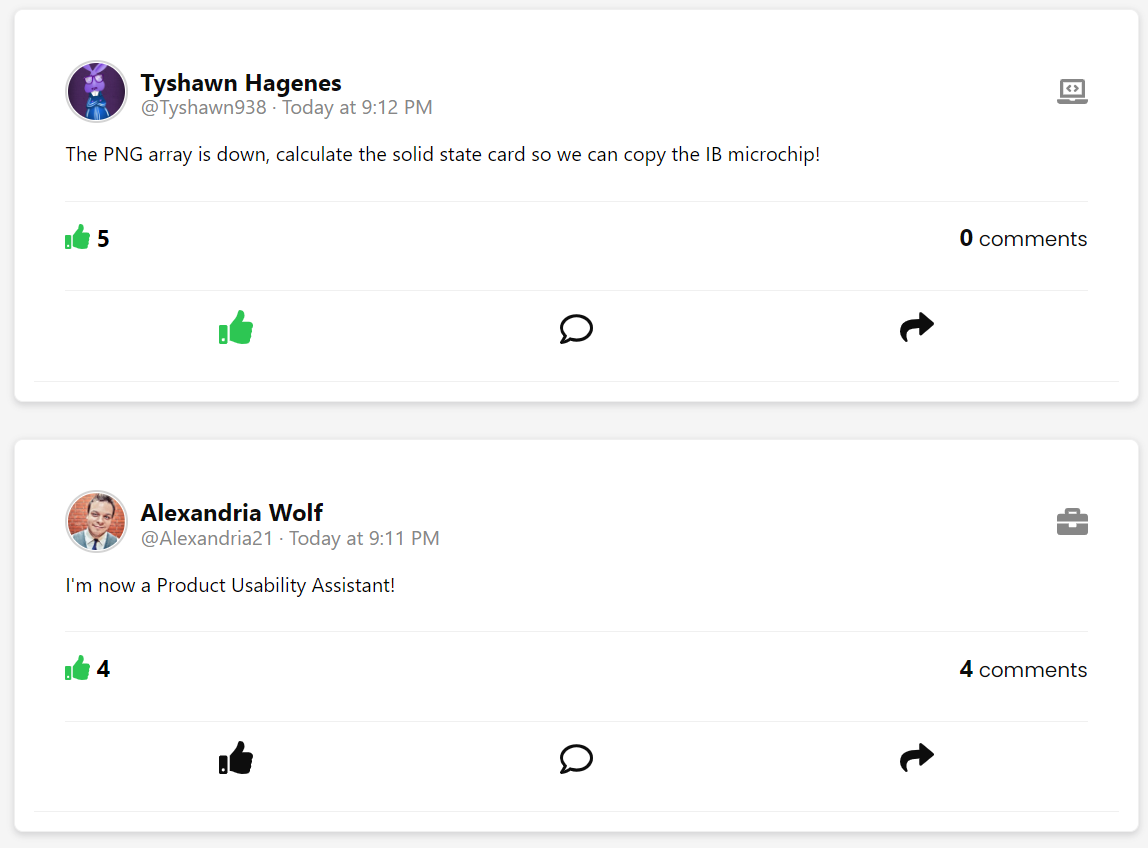 Tyshawn Hagenes
@Tyshawn938 · Today at 9:12 PM
The PNG array is down, calculate the solid state card so we can copy the IB microchip!
5 0 comments
Alexandria Wolf
@Alexandria21 · Today at 9:11 PM
I'm now a Product Usability Assistant!
4 4 comments